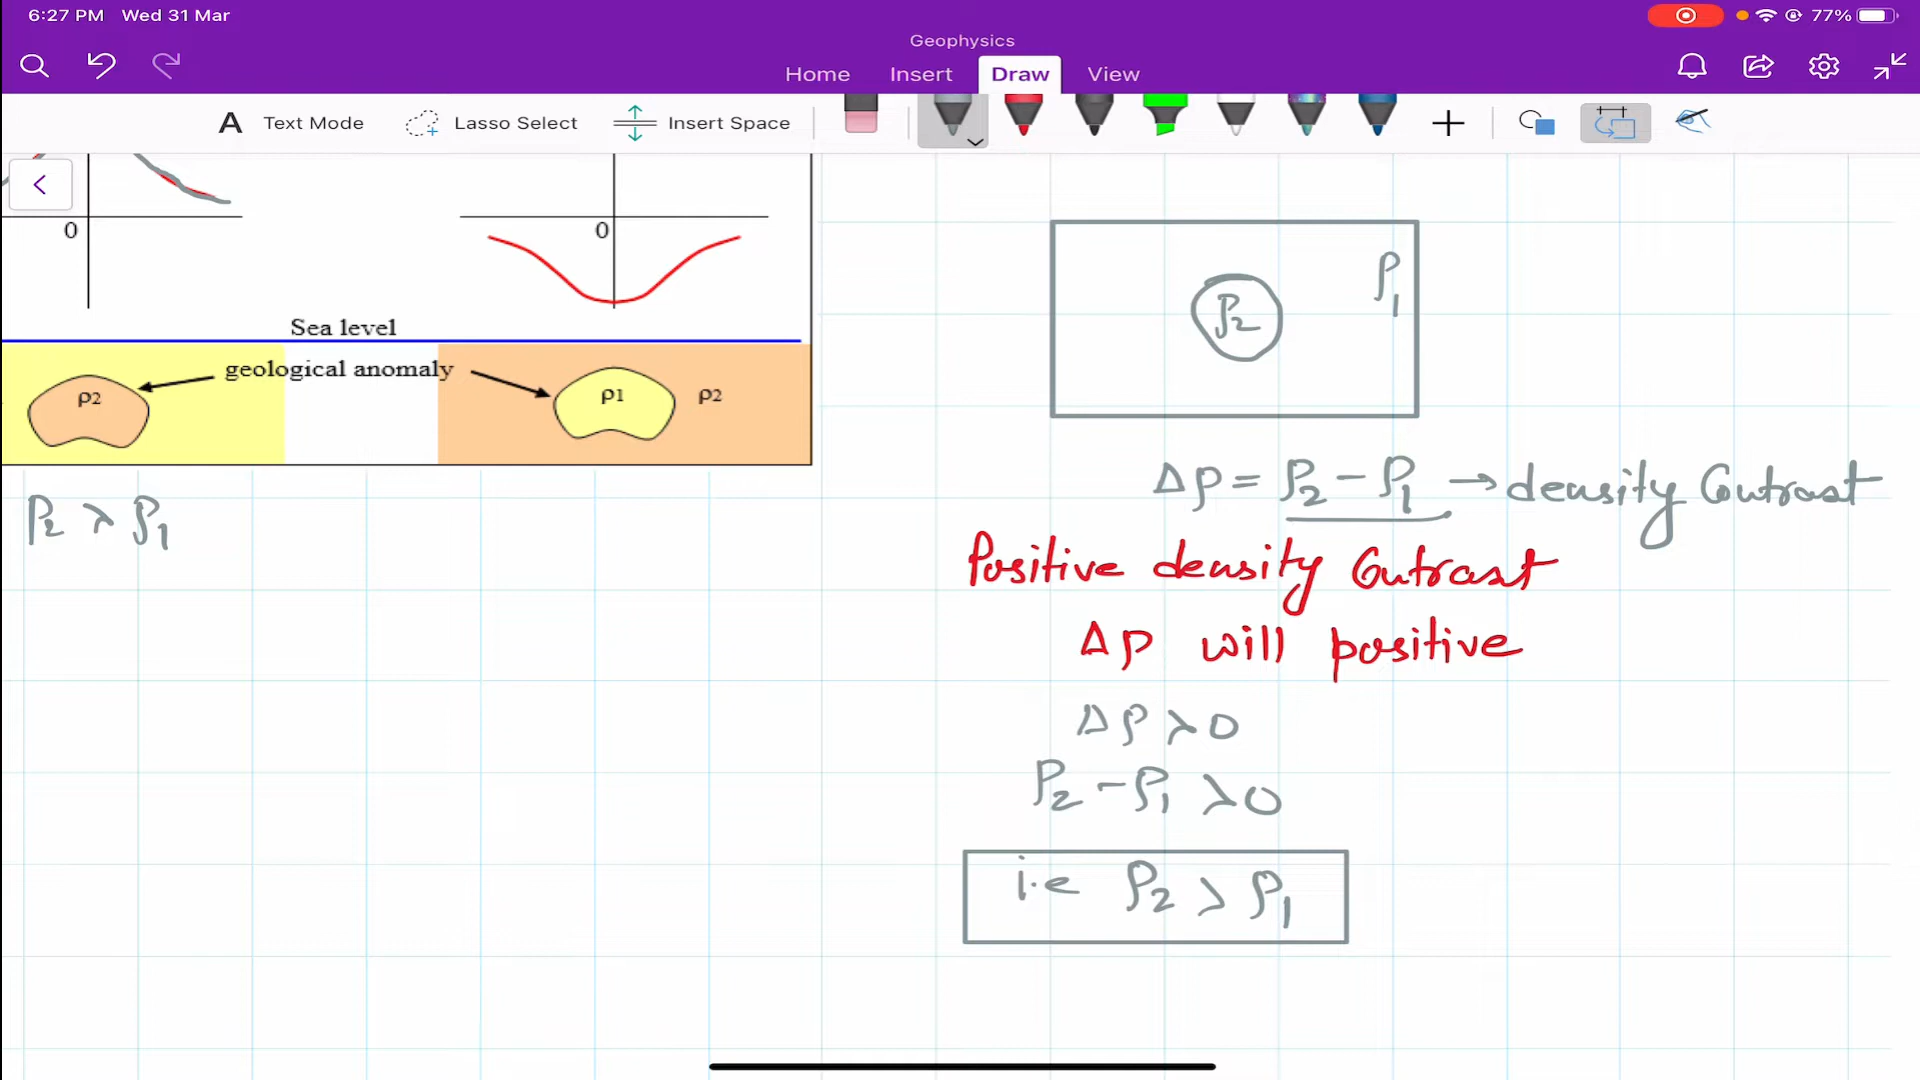 6:27 PM Wed 31 Mar
77%
Geophysics
Home Insert Draw View
A Text Mode Lasso Select Insert Space
0
0
Sea level
geological anomaly
ρ2
ρ1 ρ2
ρ2 > ρ1
ρ2
ρ1
Δρ = ρ2 - ρ1 → density Contrast
Positive density Contrast
Δρ will positive
Δρ > 0
ρ2 - ρ1 > 0
i.e ρ2 > ρ1